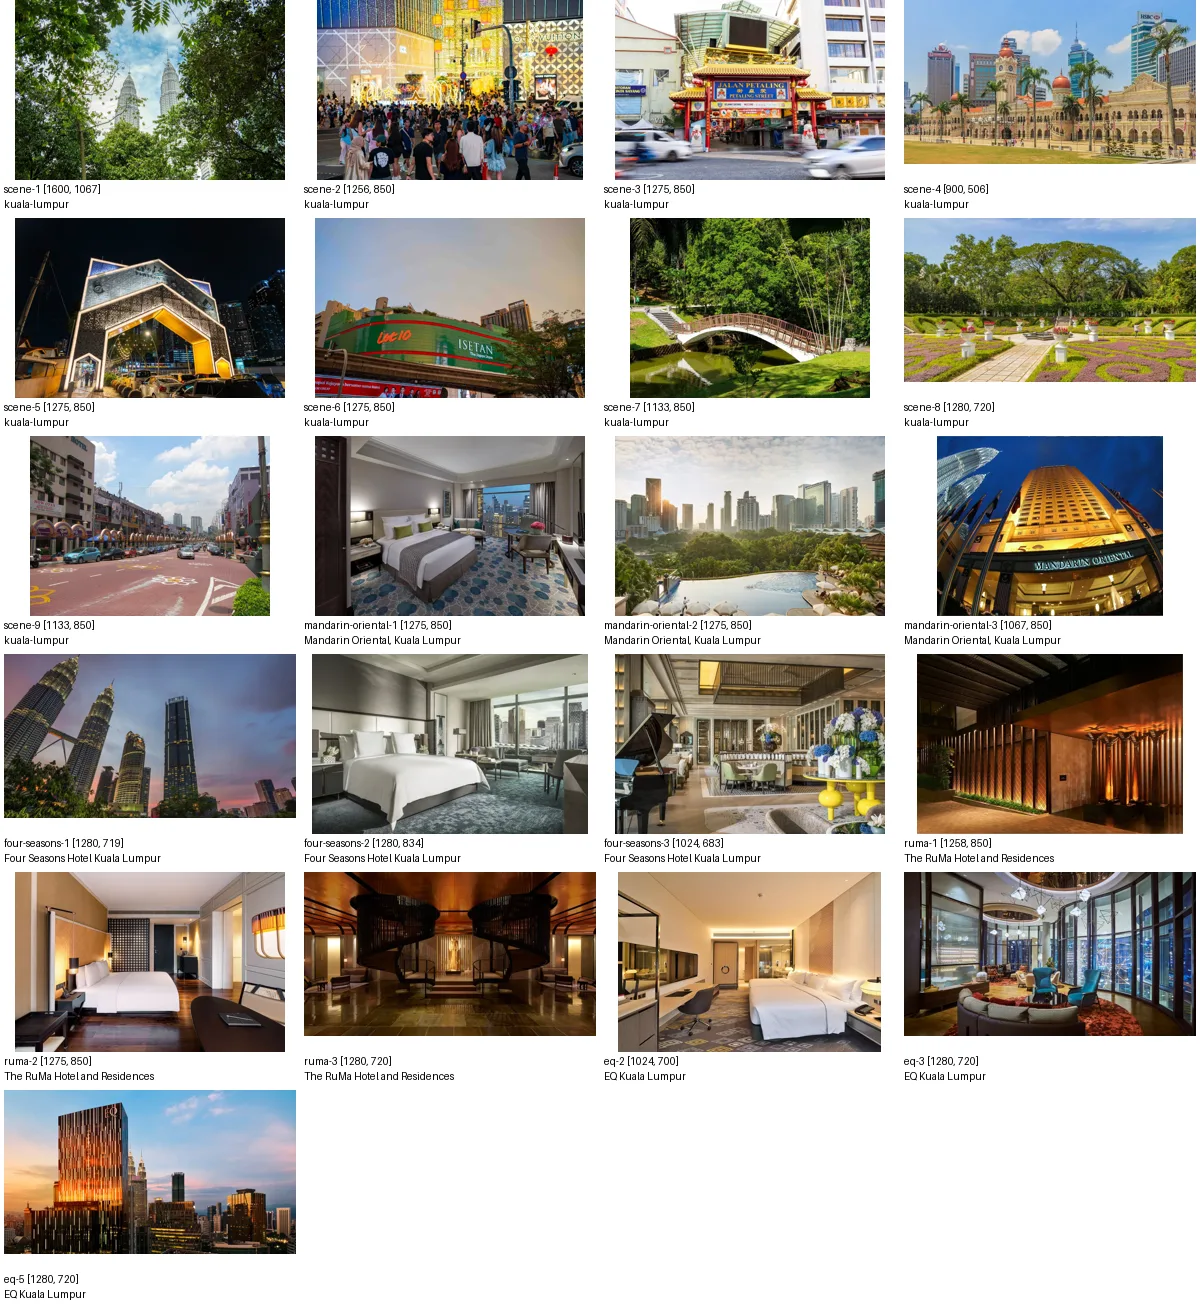 VUITTON
JALAN PETALING
PETALING STREET
HSBC
scene-1 [1600, 1067]
kuala-lumpur
scene-2 [1256, 850]
kuala-lumpur
scene-3 [1275, 850]
kuala-lumpur
scene-4 [900, 506]
kuala-lumpur
Lot 10
ISETAN
scene-5 [1275, 850]
kuala-lumpur
scene-6 [1275, 850]
kuala-lumpur
scene-7 [1133, 850]
kuala-lumpur
scene-8 [1280, 720]
kuala-lumpur
MANDARIN ORIENTAL
scene-9 [1133, 850]
kuala-lumpur
mandarin-oriental-1 [1275, 850]
Mandarin Oriental, Kuala Lumpur
mandarin-oriental-2 [1275, 850]
Mandarin Oriental, Kuala Lumpur
mandarin-oriental-3 [1067, 850]
Mandarin Oriental, Kuala Lumpur
four-seasons-1 [1280, 719]
Four Seasons Hotel Kuala Lumpur
four-seasons-2 [1280, 834]
Four Seasons Hotel Kuala Lumpur
four-seasons-3 [1024, 683]
Four Seasons Hotel Kuala Lumpur
ruma-1 [1258, 850]
The RuMa Hotel and Residences
ruma-2 [1275, 850]
The RuMa Hotel and Residences
ruma-3 [1280, 720]
The RuMa Hotel and Residences
eq-2 [1024, 700]
EQ Kuala Lumpur
eq-3 [1280, 720]
EQ Kuala Lumpur
EQ
eq-5 [1280, 720]
EQ Kuala Lumpur